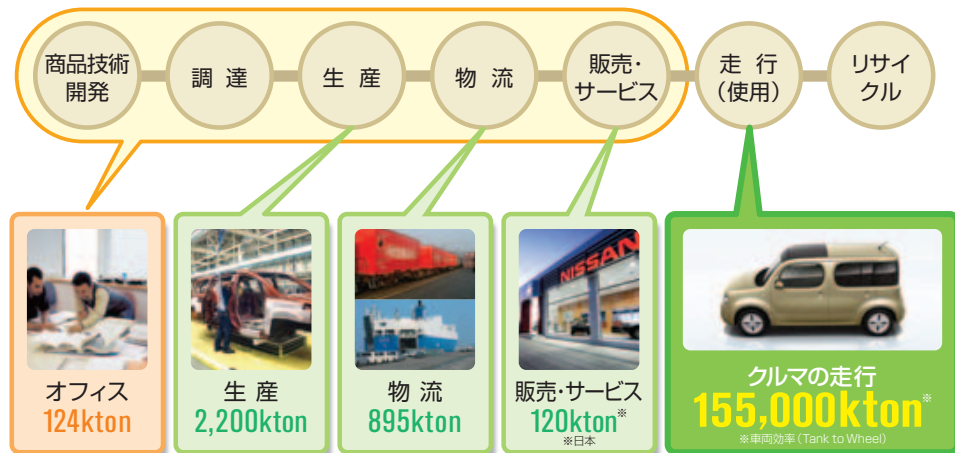 商品技術
開発
調 達
生 産
物 流
販売・
サービス
走 行
（使用）
リサイ
クル
オフィス
124kton
生 産
2,200kton
物 流
895kton
NISSAN
販売・サービス
120kton※
※日本
クルマの走行
155,000kton※
※車両効率（Tank to Wheel）